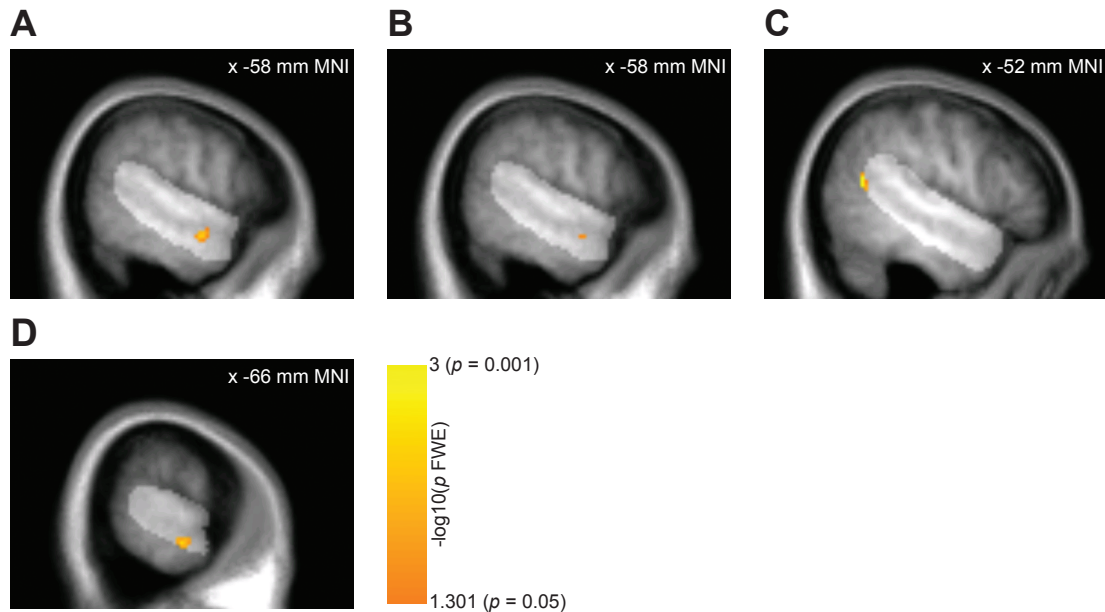 A
x -58 mm MNI
B
x -58 mm MNI
C
x -52 mm MNI
D
x -66 mm MNI
3 (p = 0.001)
-log10(p FWE)
1.301 (p = 0.05)